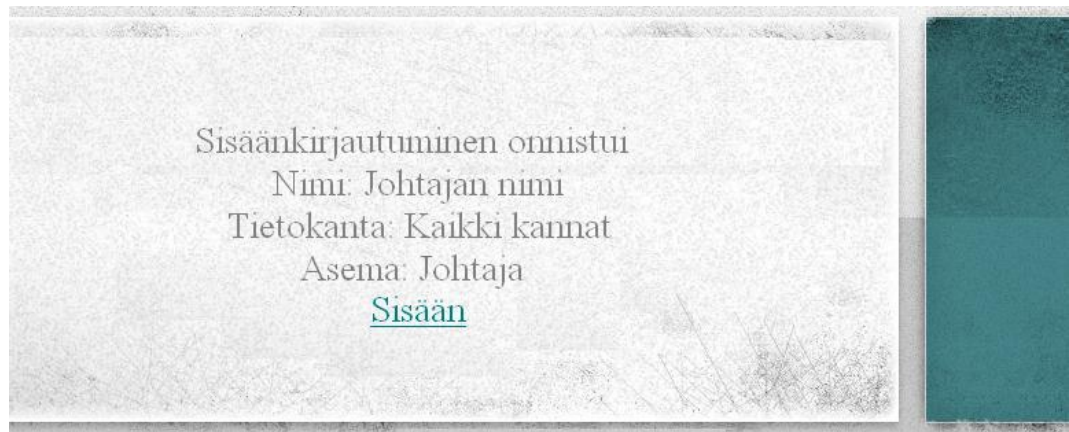 Sisäänkirjautuminen onnistui
Nimi: Johtajan nimi
Tietokanta: Kaikki kannat
Asema: Johtaja
Sisään